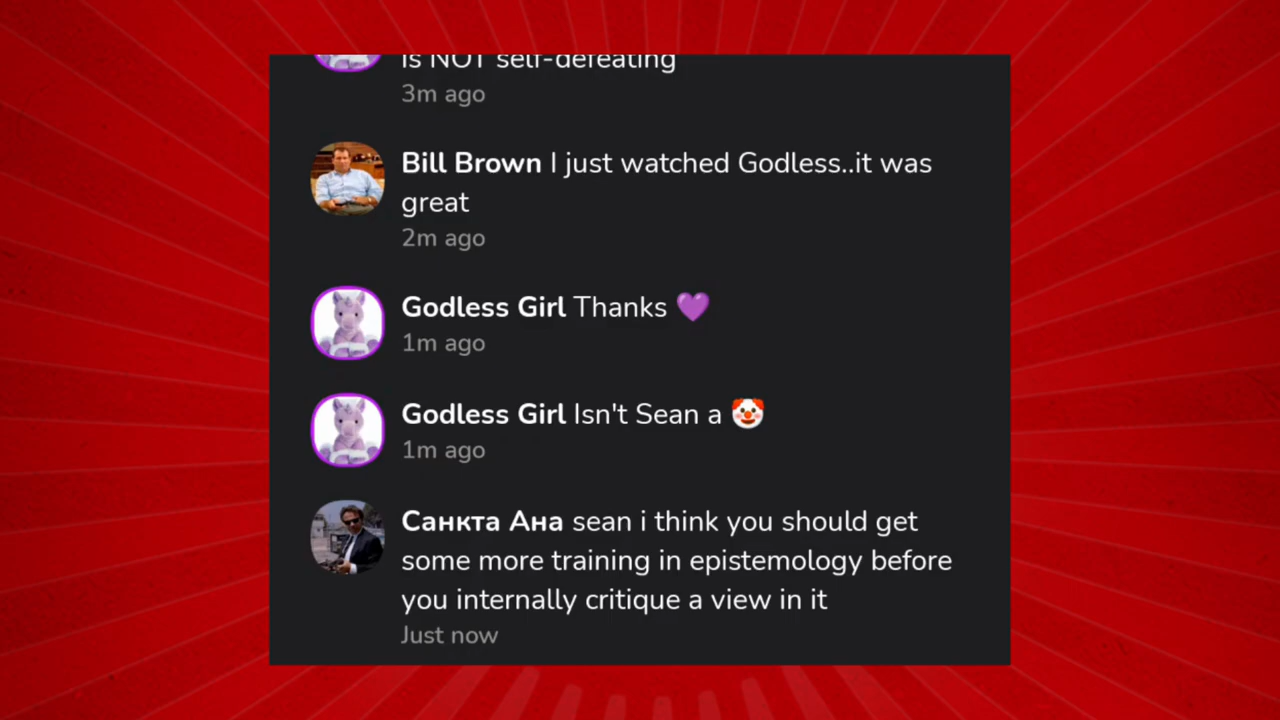 is NOT self-defeating
3m ago
Bill Brown I just watched Godless..it was
great
2m ago
Godless Girl Thanks 💜
1m ago
Godless Girl Isn't Sean a 🤡
1m ago
Санкта Ана sean i think you should get
some more training in epistemology before
you internally critique a view in it
Just now